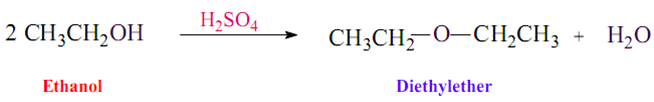 2 CH₃CH₂OH H₂SO₄ CH₃CH₂—O—CH₂CH₃ + H₂O
Ethanol Diethylether